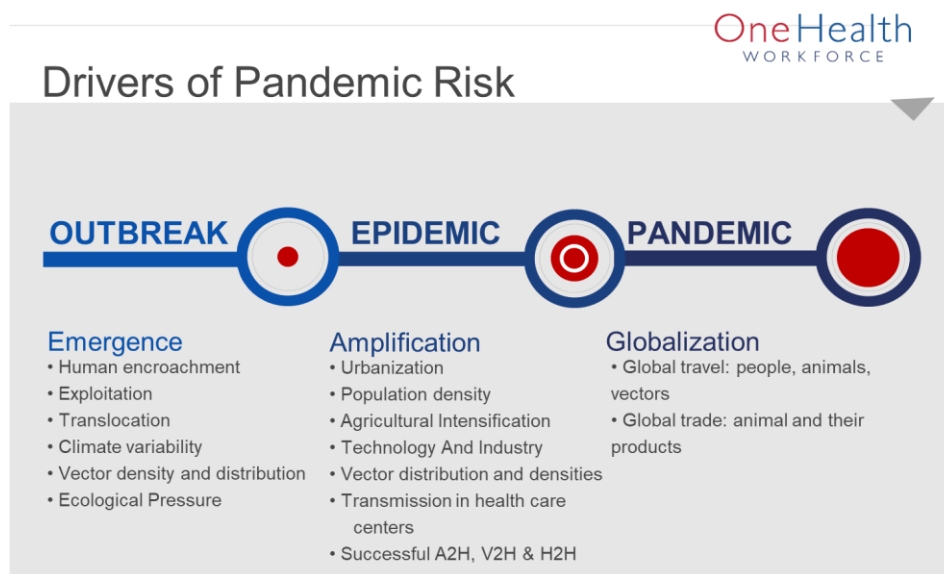 OneHealth
WORKFORCE
Drivers of Pandemic Risk
OUTBREAK
EPIDEMIC
PANDEMIC
Emergence
• Human encroachment
• Exploitation
• Translocation
• Climate variability
• Vector density and distribution
• Ecological Pressure
Amplification
• Urbanization
• Population density
• Agricultural Intensification
• Technology And Industry
• Vector distribution and densities
• Transmission in health care
centers
• Successful A2H, V2H & H2H
Globalization
• Global travel: people, animals,
vectors
• Global trade: animal and their
products